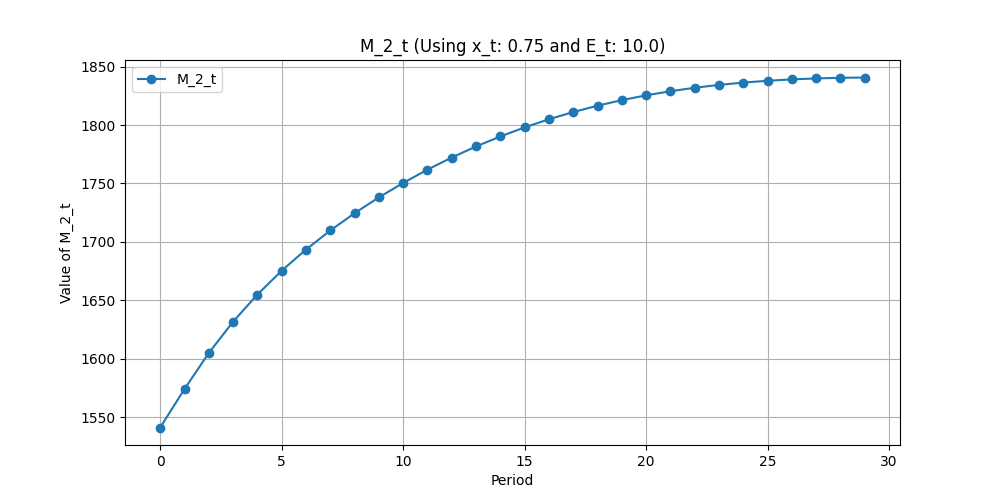 M_2_t (Using x_t: 0.75 and E_t: 10.0)
M_2_t
Value of M_2_t
1850
1800
1750
1700
1650
1600
1550
0 5 10 15 20 25 30
Period